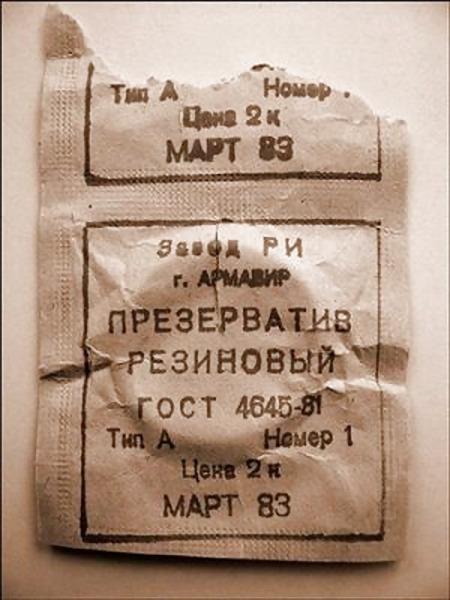 Тип А Номер
Цена 2 к
МАРТ 83
Завод РИ
г. АРМАВИР
ПРЕЗЕРВАТИВ
РЕЗИНОВЫЙ
ГОСТ 4645-81
Тип А Номер 1
Цена 2 к
МАРТ 83